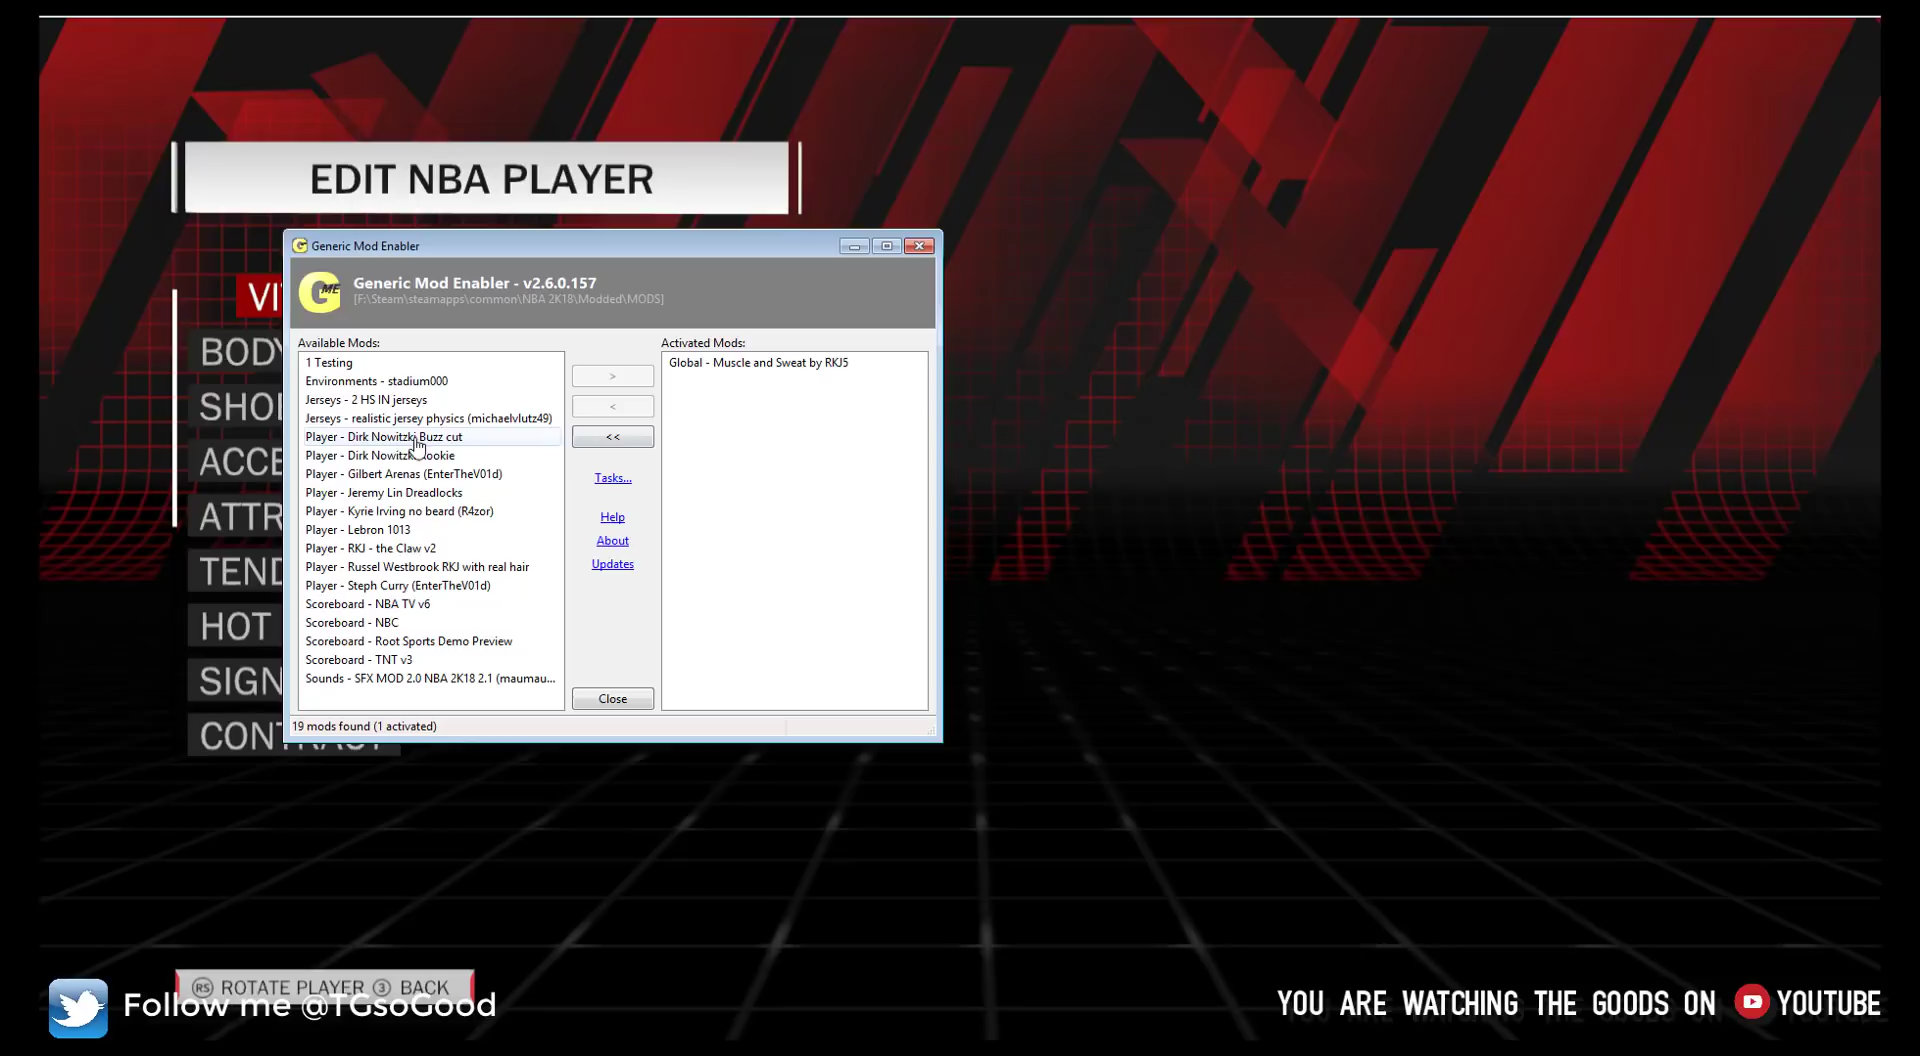 EDIT NBA PLAYER
Generic Mod Enabler
Generic Mod Enabler - v2.6.0.157
[F:\Steam\steamapps\common\NBA 2K18\Modded\MODS]
VI
BODY
SHO
ACCE
ATTR
TEND
HOT
SIGN
CONTRACT
Available Mods:
1 Testing
Environments - stadium000
Jerseys - 2 HS IN jerseys
Jerseys - realistic jersey physics (michaelvlutz49)
Player - Dirk Nowitzki Buzz cut
Player - Dirk Nowitzki ookie
Player - Gilbert Arenas (EnterTheV01d)
Player - Jeremy Lin Dreadlocks
Player - Kyrie Irving no beard (R4zor)
Player - Lebron 1013
Player - RKJ - the Claw v2
Player - Russel Westbrook RKJ with real hair
Player - Steph Curry (EnterTheV01d)
Scoreboard - NBA TV v6
Scoreboard - NBC
Scoreboard - Root Sports Demo Preview
Scoreboard - TNT v3
Sounds - SFX MOD 2.0 NBA 2K18 2.1 (maumau...
>
<
<<
Tasks...
Help
About
Updates
Close
Activated Mods:
Global - Muscle and Sweat by RKJ5
19 mods found (1 activated)
RS ROTATE PLAYER 3 BACK
Follow me @TGsoGood
YOU ARE WATCHING THE GOODS ON YOUTUBE